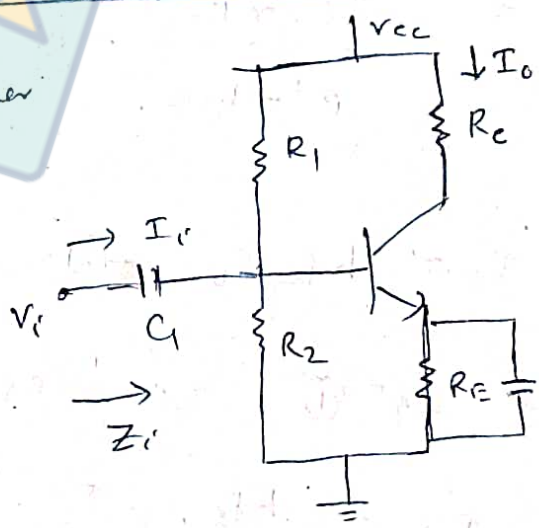 Vcc
↓ I₀
Rc
R₁
Iᵢ
Vᵢ
C₁
R₂
RE
Zᵢ